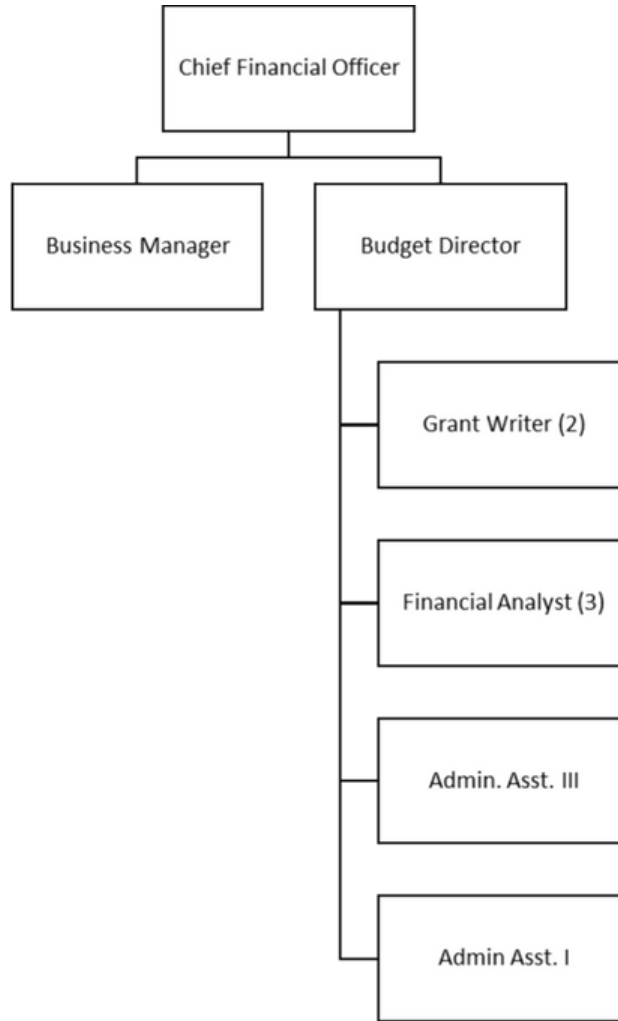 Chief Financial Officer
Business Manager
Budget Director
Grant Writer (2)
Financial Analyst (3)
Admin. Asst. III
Admin Asst. I